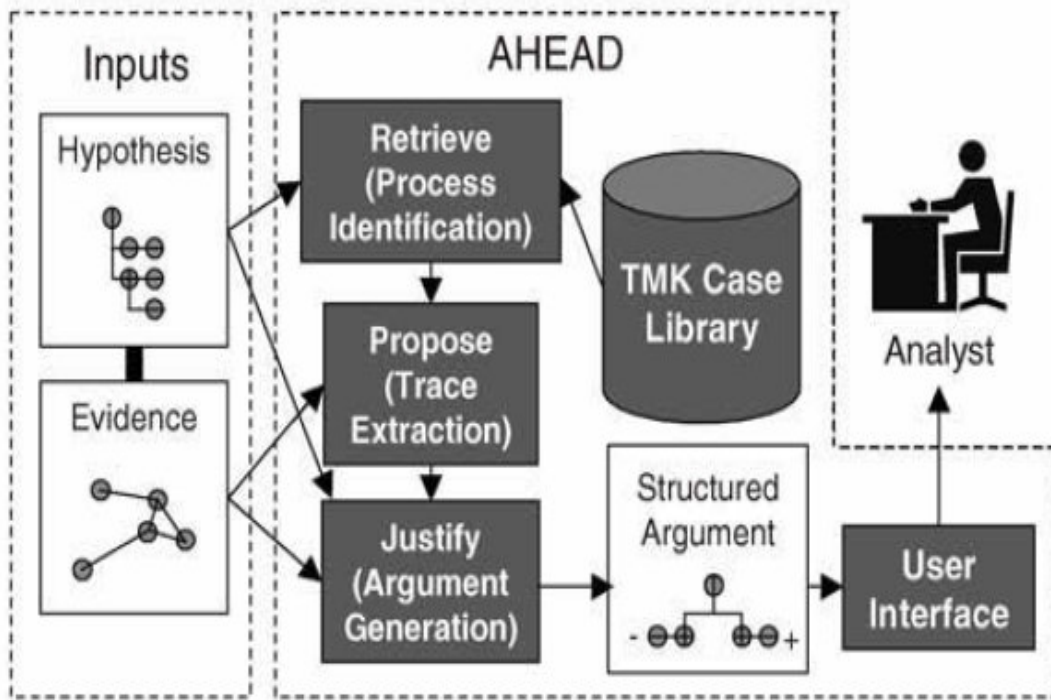 Inputs
Hypothesis
Evidence
AHEAD
Retrieve
(Process
Identification)
Propose
(Trace
Extraction)
Justify
(Argument
Generation)
TMK Case
Library
Structured
Argument
- +
User
Interface
Analyst